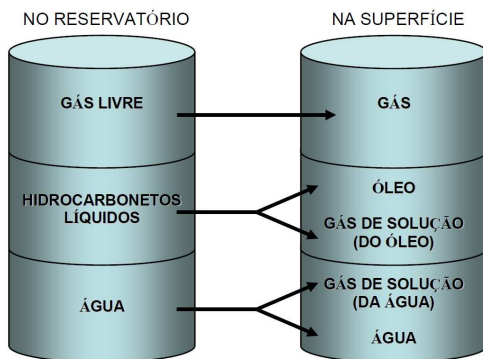 NO RESERVATÓRIO
GÁS LIVRE
HIDROCARBONETOS
LÍQUIDOS
ÁGUA
NA SUPERFÍCIE
GÁS
ÓLEO
GÁS DE SOLUÇÃO
(DO ÓLEO)
GÁS DE SOLUÇÃO
(DA ÁGUA)
ÁGUA